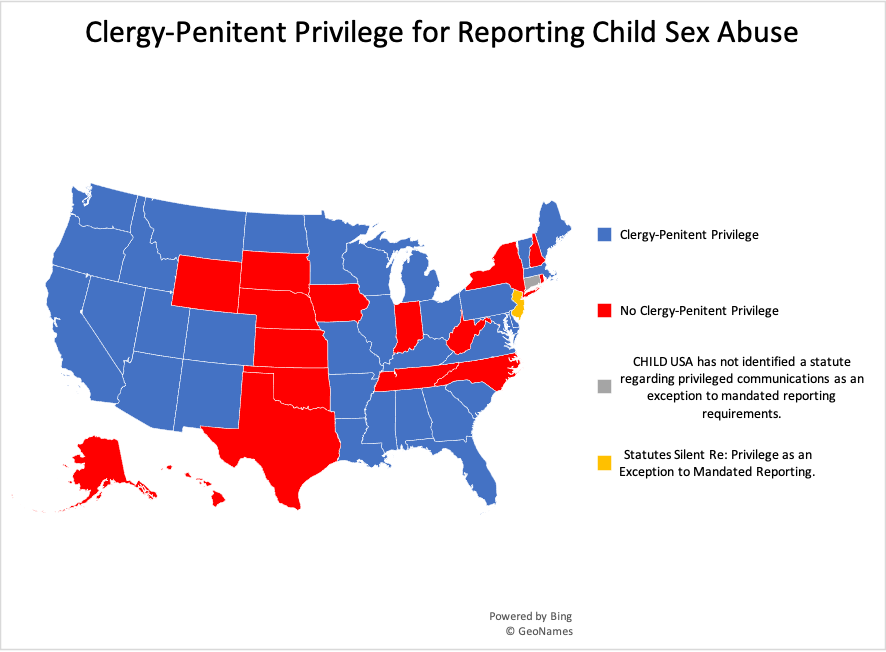 Clergy-Penitent Privilege for Reporting Child Sex Abuse
Clergy-Penitent Privilege
No Clergy-Penitent Privilege
CHILD USA has not identified a statute
regarding privileged communications as an
exception to mandated reporting
requirements.
Statutes Silent Re: Privilege as an
Exception to Mandated Reporting.
Powered by Bing
© GeoNames